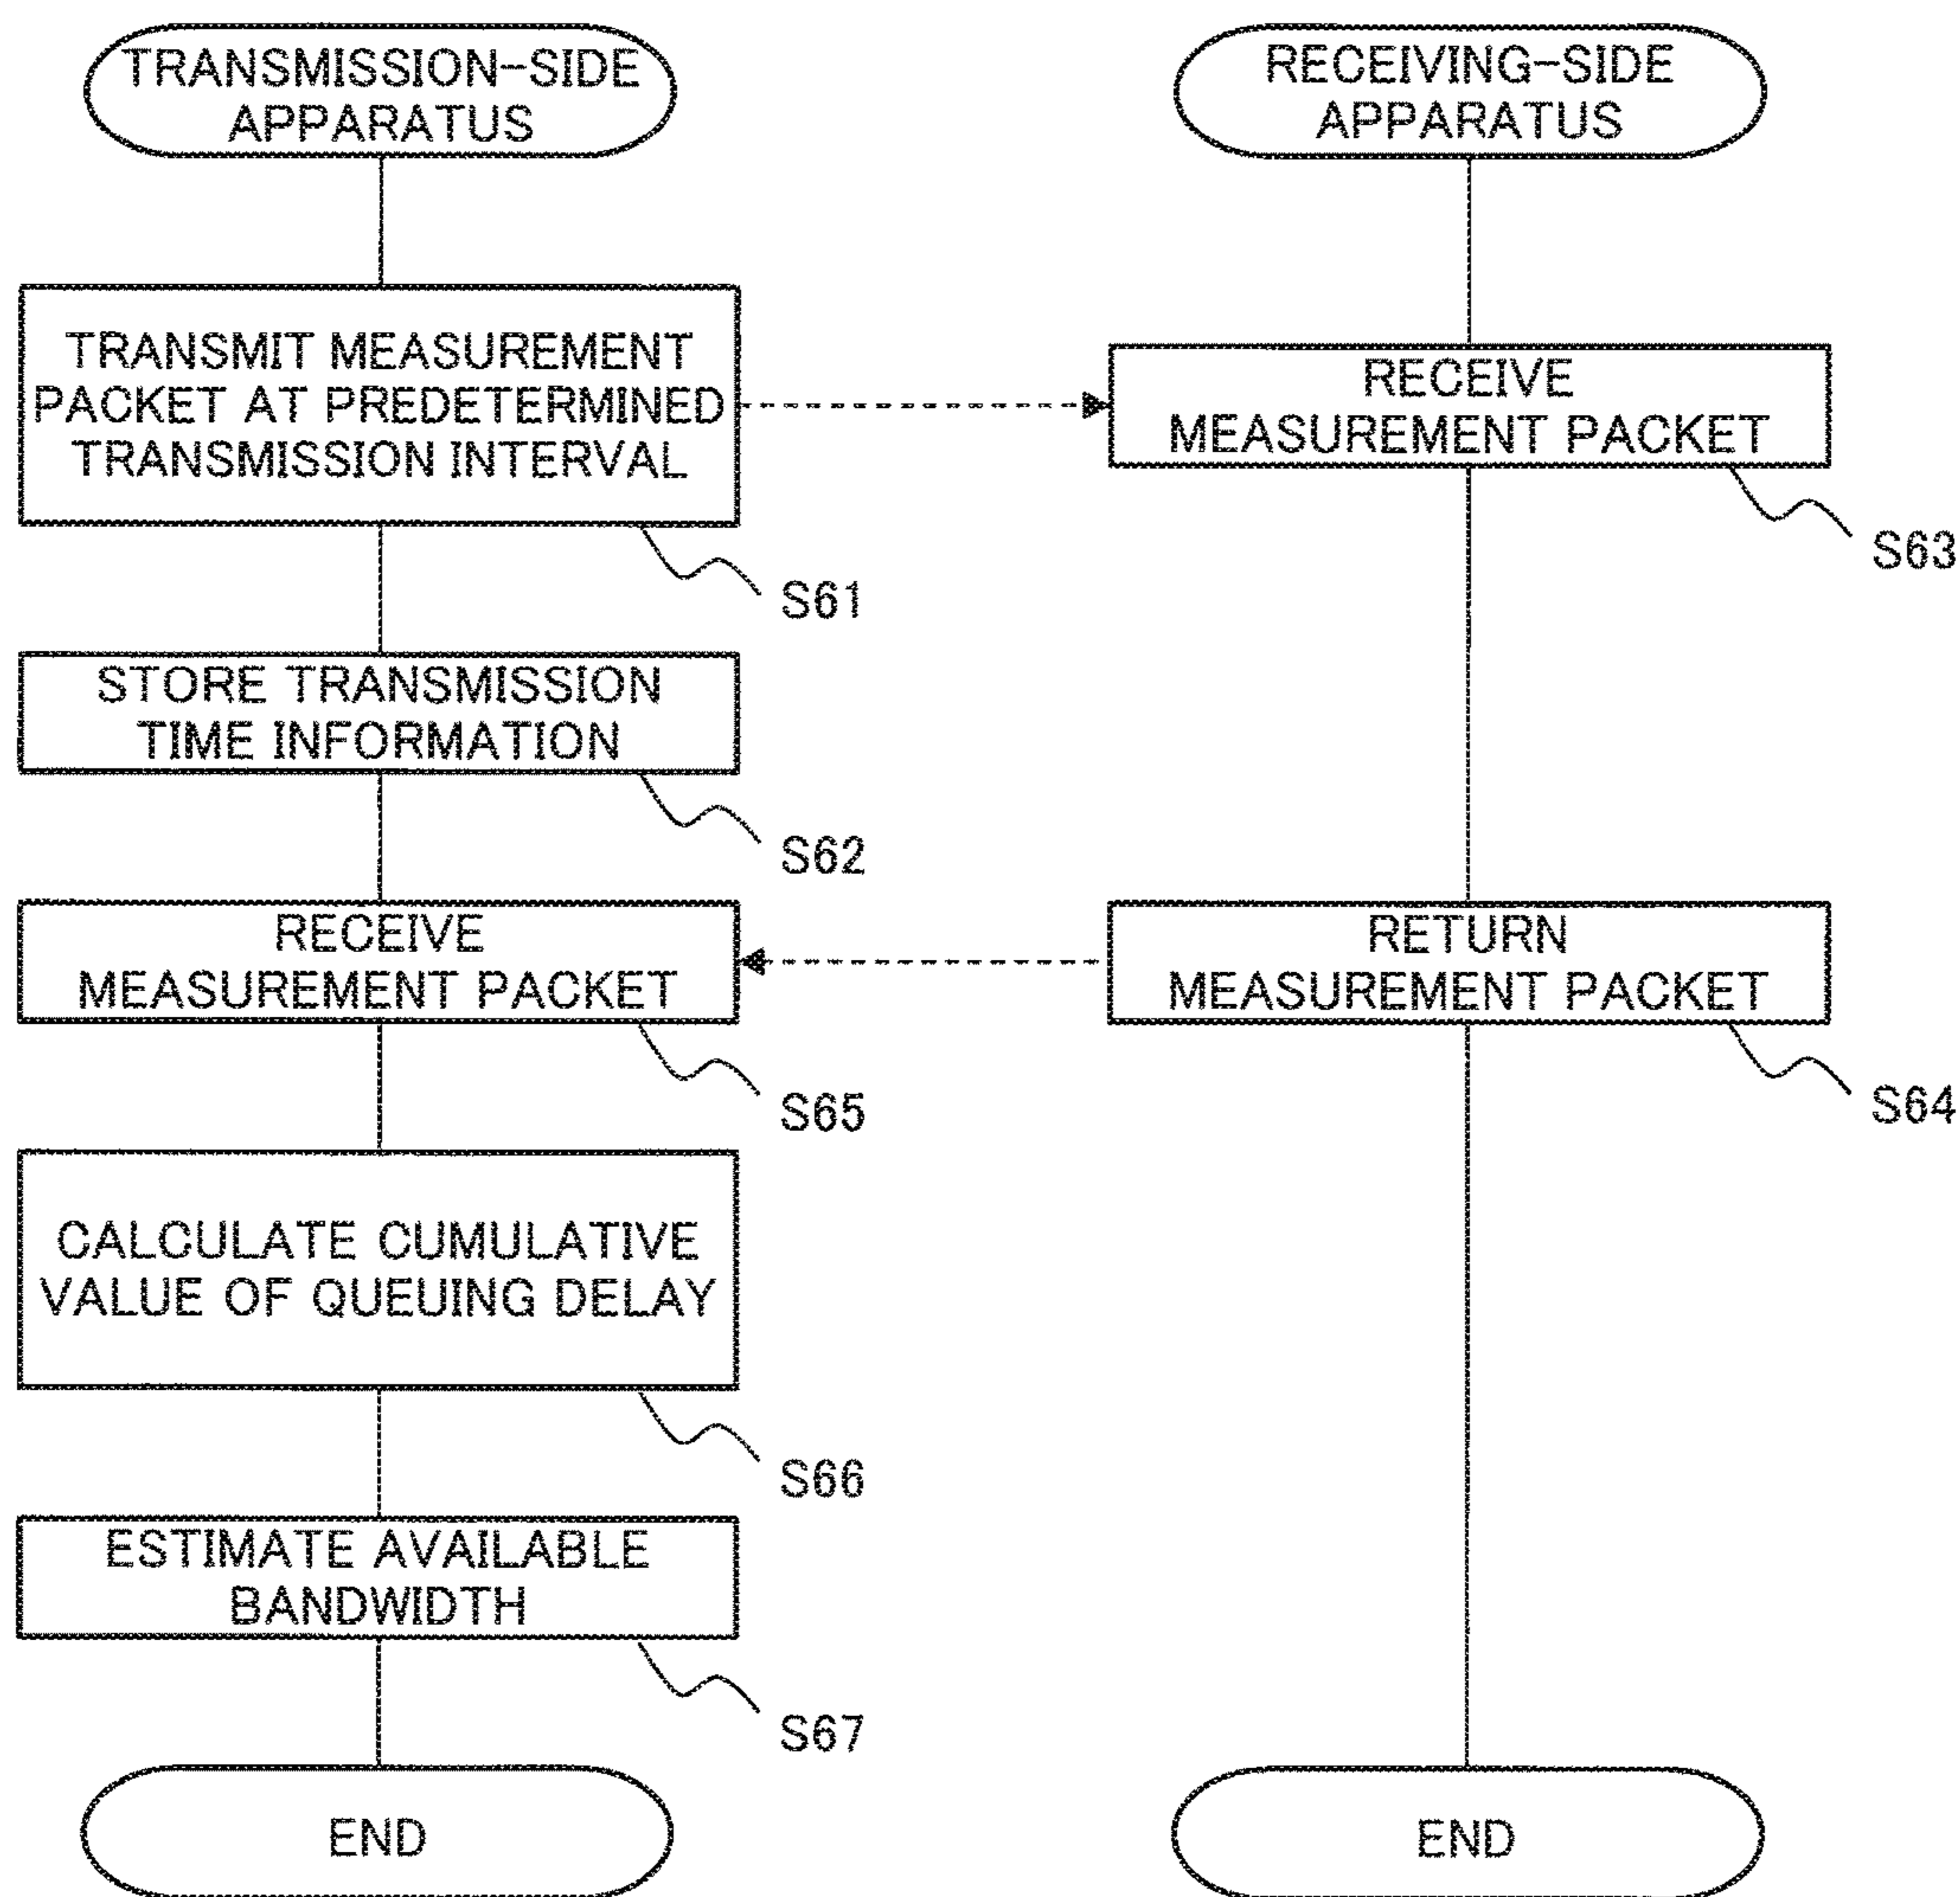 TRANSMISSION-SIDE
APPARATUS
TRANSMIT MEASUREMENT
PACKET AT PREDETERMINED
TRANSMISSION INTERVAL
S61
STORE TRANSMISSION
TIME INFORMATION
S62
RECEIVE
MEASUREMENT PACKET
S65
CALCULATE CUMULATIVE
VALUE OF QUEUING DELAY
S66
ESTIMATE AVAILABLE
BANDWIDTH
S67
END
RECEIVING-SIDE
APPARATUS
RECEIVE
MEASUREMENT PACKET
S63
RETURN
MEASUREMENT PACKET
S64
END